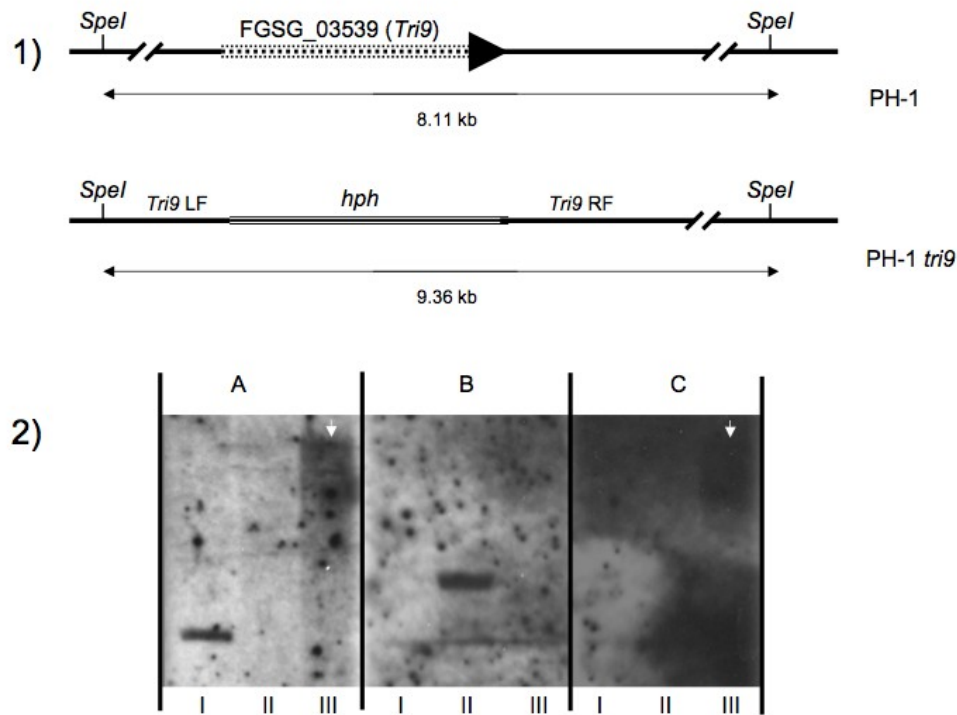 1)
SpeI
FGSG_03539 (Tri9)
SpeI
8.11 kb
PH-1
SpeI
Tri9 LF
hph
Tri9 RF
SpeI
9.36 kb
PH-1 tri9
2)
A B C
I II III I II III I II III